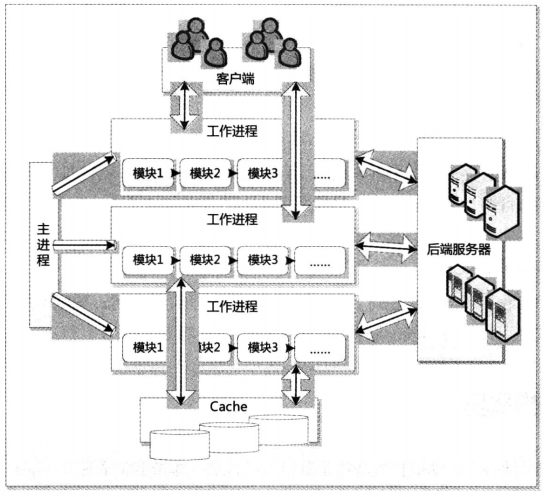 客户端
工作进程
模块1 模块2 模块3 ......
主进程
工作进程
模块1 模块2 模块3 ......
后端服务器
工作进程
模块1 模块2 模块3 ......
Cache